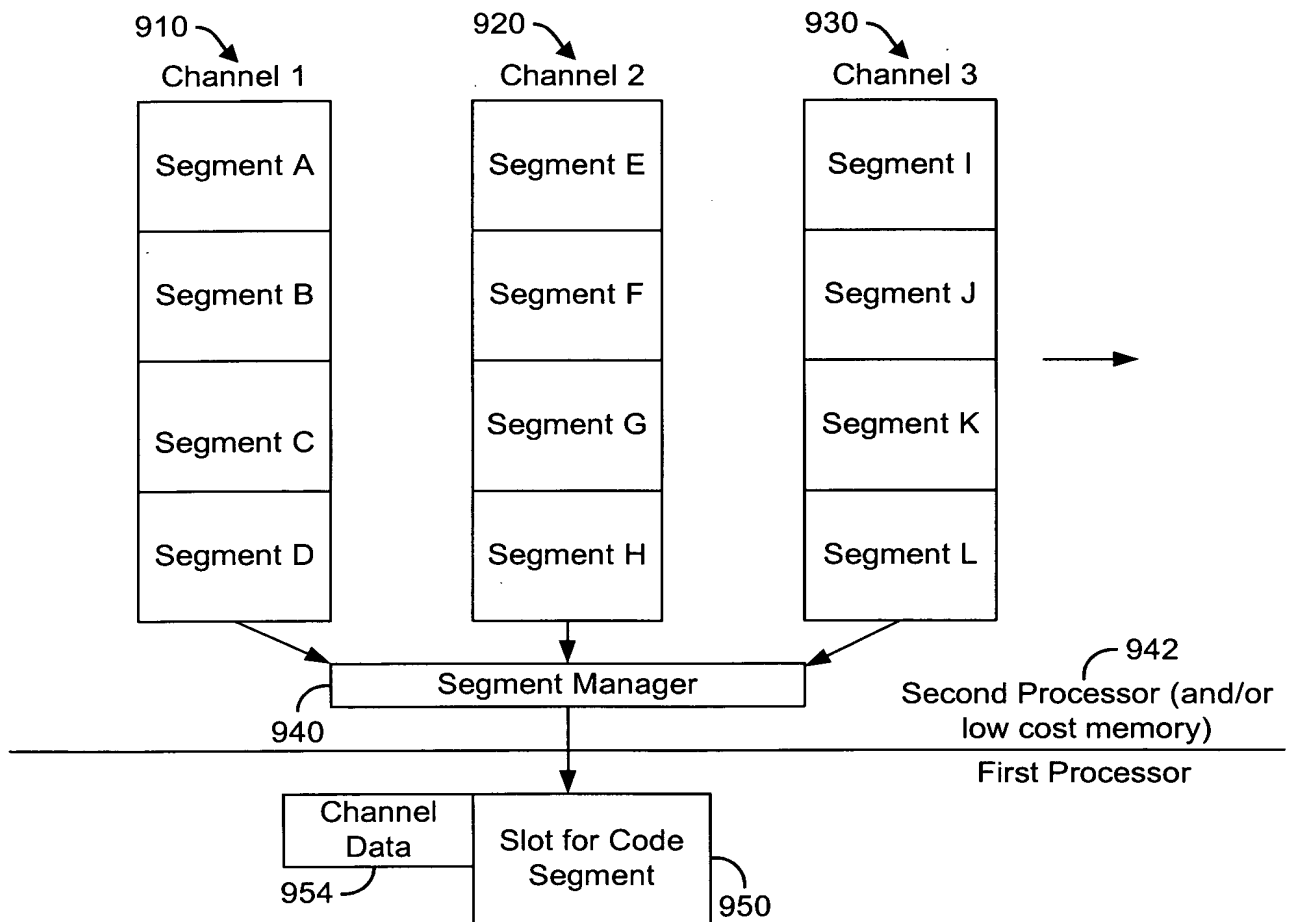 910
920
930
Channel 1
Channel 2
Channel 3
Segment A
Segment E
Segment I
Segment B
Segment F
Segment J
Segment C
Segment G
Segment K
Segment D
Segment H
Segment L
942
Segment Manager
Second Processor (and/or
940
low cost memory)
First Processor
Channel
Data
Slot for Code
Segment
954
950